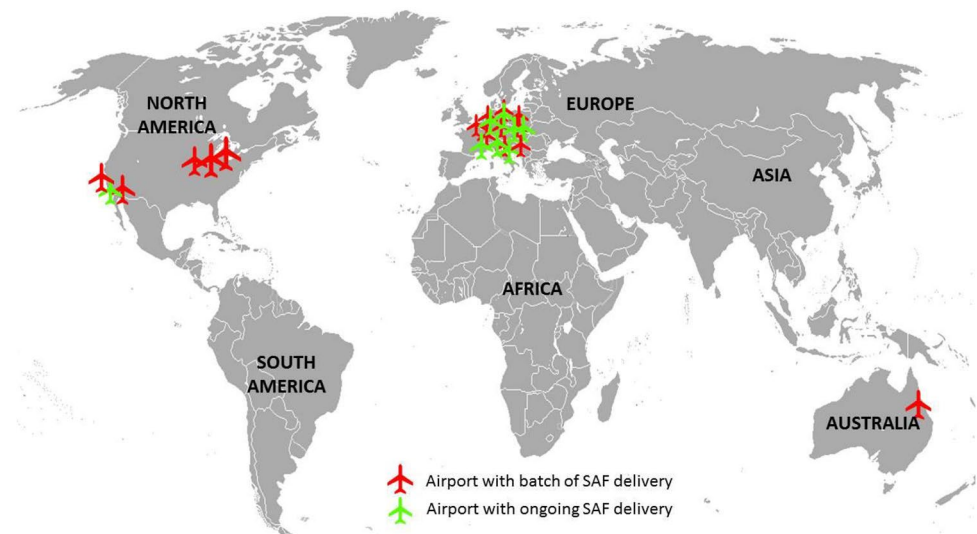 NORTH
AMERICA
EUROPE
ASIA
AFRICA
SOUTH
AMERICA
AUSTRALIA
Airport with batch of SAF delivery
Airport with ongoing SAF delivery